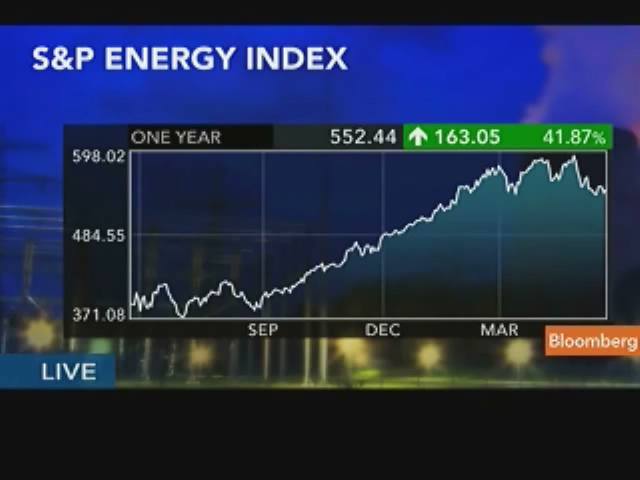 S&P ENERGY INDEX
ONE YEAR 552.44 163.05 41.87%
598.02
484.55
371.08
SEP DEC MAR
Bloomberg
LIVE